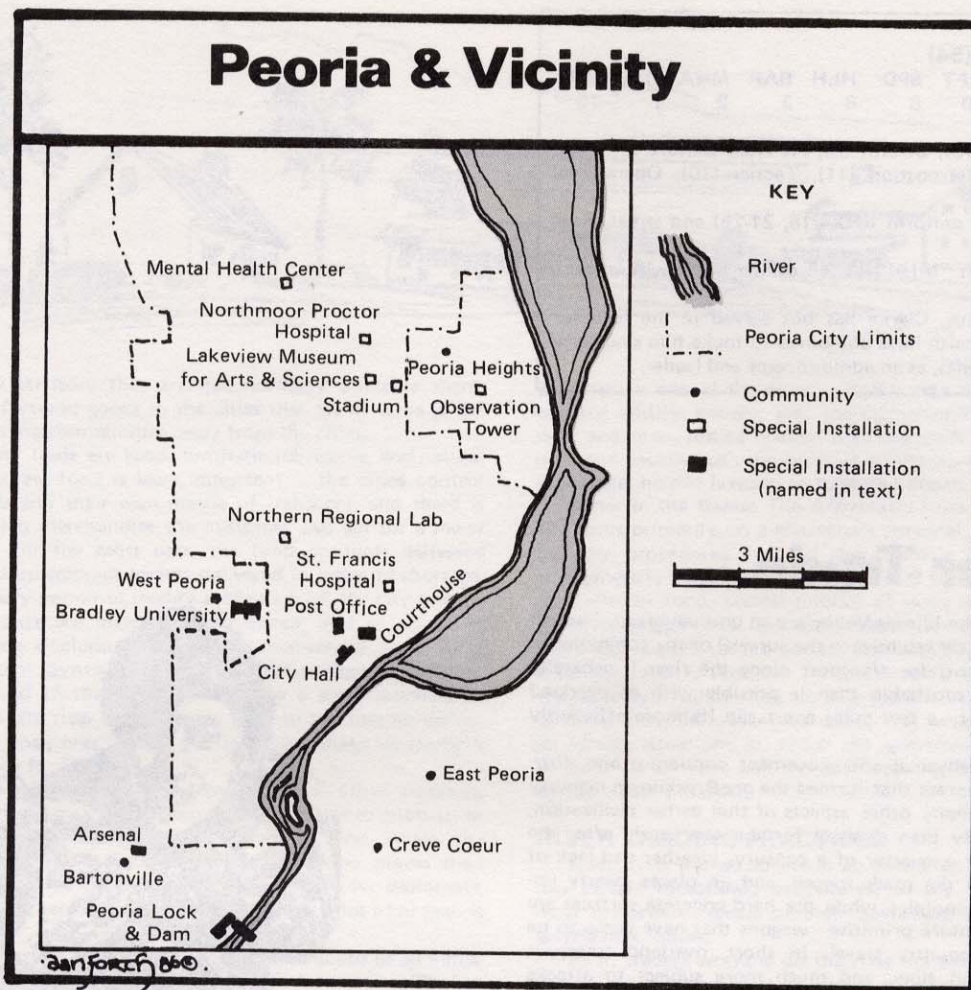 Peoria & Vicinity
KEY
River
Peoria City Limits
Community
Special Installation
Special Installation
(named in text)
3 Miles
Mental Health Center
Northmoor Proctor
Hospital
Lakeview Museum
for Arts & Sciences
Stadium
Peoria Heights
Observation
Tower
Northern Regional Lab
St. Francis
Hospital
West Peoria
Bradley University
Post Office
Courthouse
City Hall
East Peoria
Creve Coeur
Arsenal
Bartonville
Peoria Lock
& Dam
Danforth 86©.